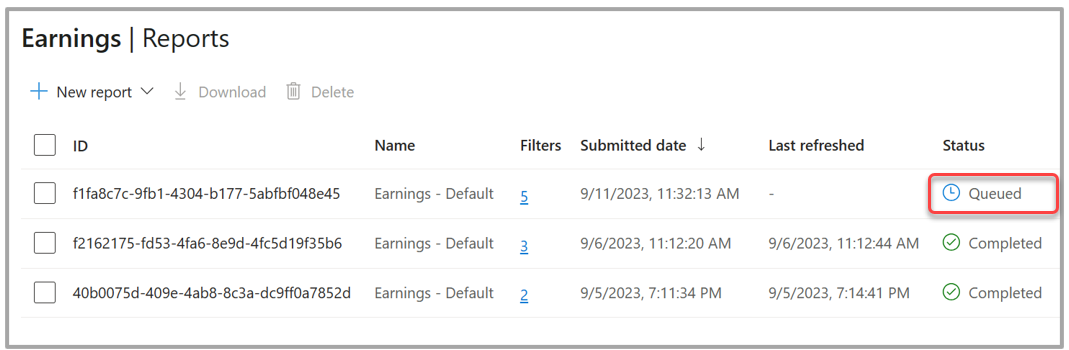 Earnings | Reports
New report Download Delete
ID Name Filters Submitted date Last refreshed Status
f1fa8c7c-9fb1-4304-b177-5abfbf048e45 Earnings - Default 5 9/11/2023, 11:32:13 AM - Queued
f2162175-fd53-4fa6-8e9d-4fc5d19f35b6 Earnings - Default 3 9/6/2023, 11:12:20 AM 9/6/2023, 11:12:44 AM Completed
40b0075d-409e-4ab8-8c3a-dc9ff0a7852d Earnings - Default 2 9/5/2023, 7:11:34 PM 9/5/2023, 7:14:41 PM Completed